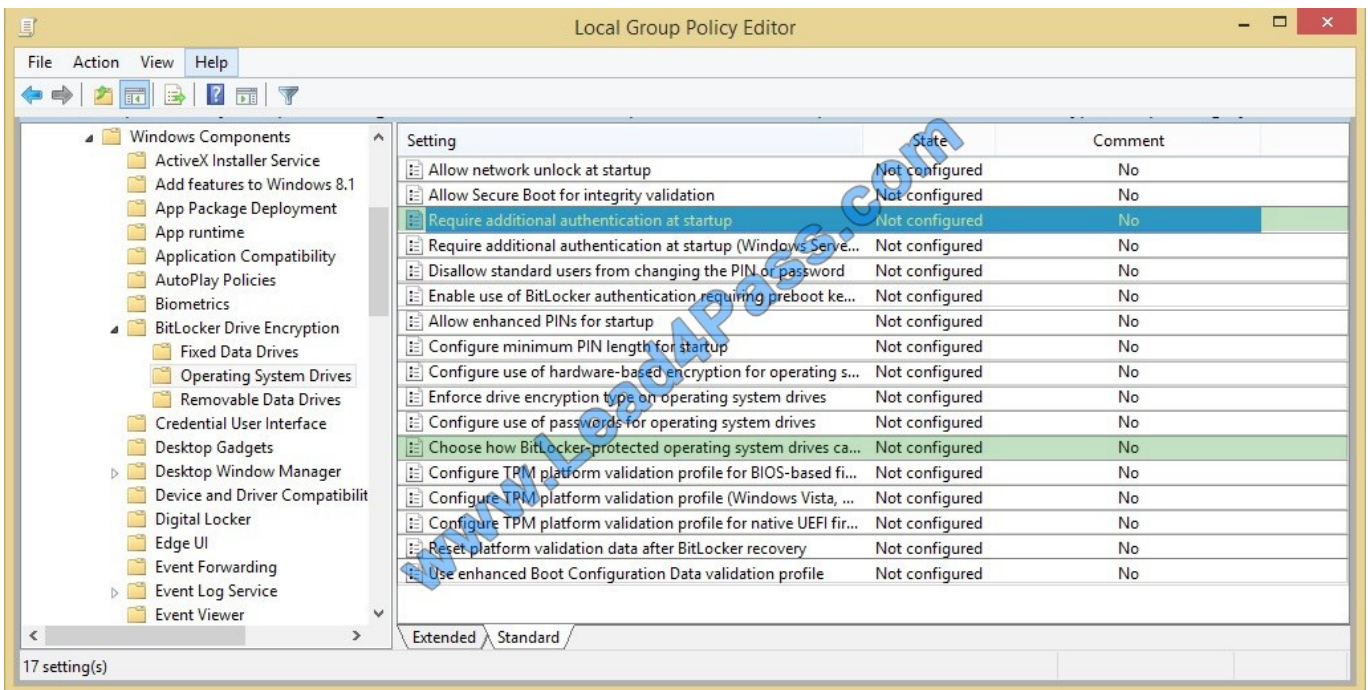 Local Group Policy Editor
File Action View Help
Windows Components
ActiveX Installer Service
Add features to Windows 8.1
App Package Deployment
App runtime
Application Compatibility
AutoPlay Policies
Biometrics
BitLocker Drive Encryption
Fixed Data Drives
Operating System Drives
Removable Data Drives
Credential User Interface
Desktop Gadgets
Desktop Window Manager
Device and Driver Compatibilit
Digital Locker
Edge UI
Event Forwarding
Event Log Service
Event Viewer
Setting State Comment
Allow network unlock at startup Not configured No
Allow Secure Boot for integrity validation Not configured No
Require additional authentication at startup Not configured No
Require additional authentication at startup (Windows Serve... Not configured No
Disallow standard users from changing the PIN or password Not configured No
Enable use of BitLocker authentication requiring preboot ke... Not configured No
Allow enhanced PINs for startup Not configured No
Configure minimum PIN length for startup Not configured No
Configure use of hardware-based encryption for operating s... Not configured No
Enforce drive encryption type on operating system drives Not configured No
Configure use of passwords for operating system drives Not configured No
Choose how BitLocker-protected operating system drives ca... Not configured No
Configure TPM platform validation profile for BIOS-based fi... Not configured No
Configure TPM platform validation profile (Windows Vista, ... Not configured No
Configure TPM platform validation profile for native UEFI fir... Not configured No
Reset platform validation data after BitLocker recovery Not configured No
Use enhanced Boot Configuration Data validation profile Not configured No
www.Lead4Pass.com
Extended Standard
17 setting(s)